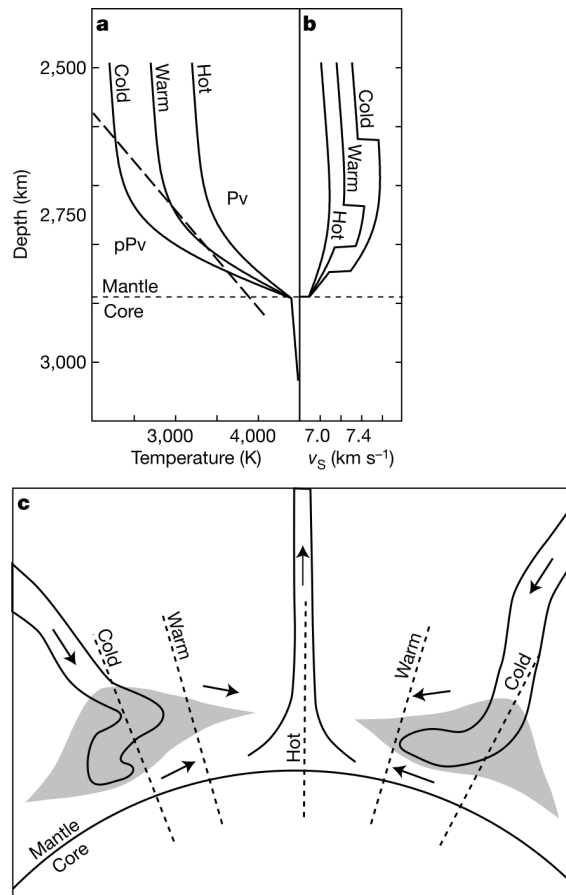 a
b
Cold
Warm
Hot
Pv
pPv
Cold
Warm
Hot
2,500
2,750
3,000
Depth (km)
Mantle
Core
3,000
4,000
Temperature (K)
7.0
7.4
vS (km s–1)
c
Cold
Warm
Hot
Warm
Cold
Mantle
Core